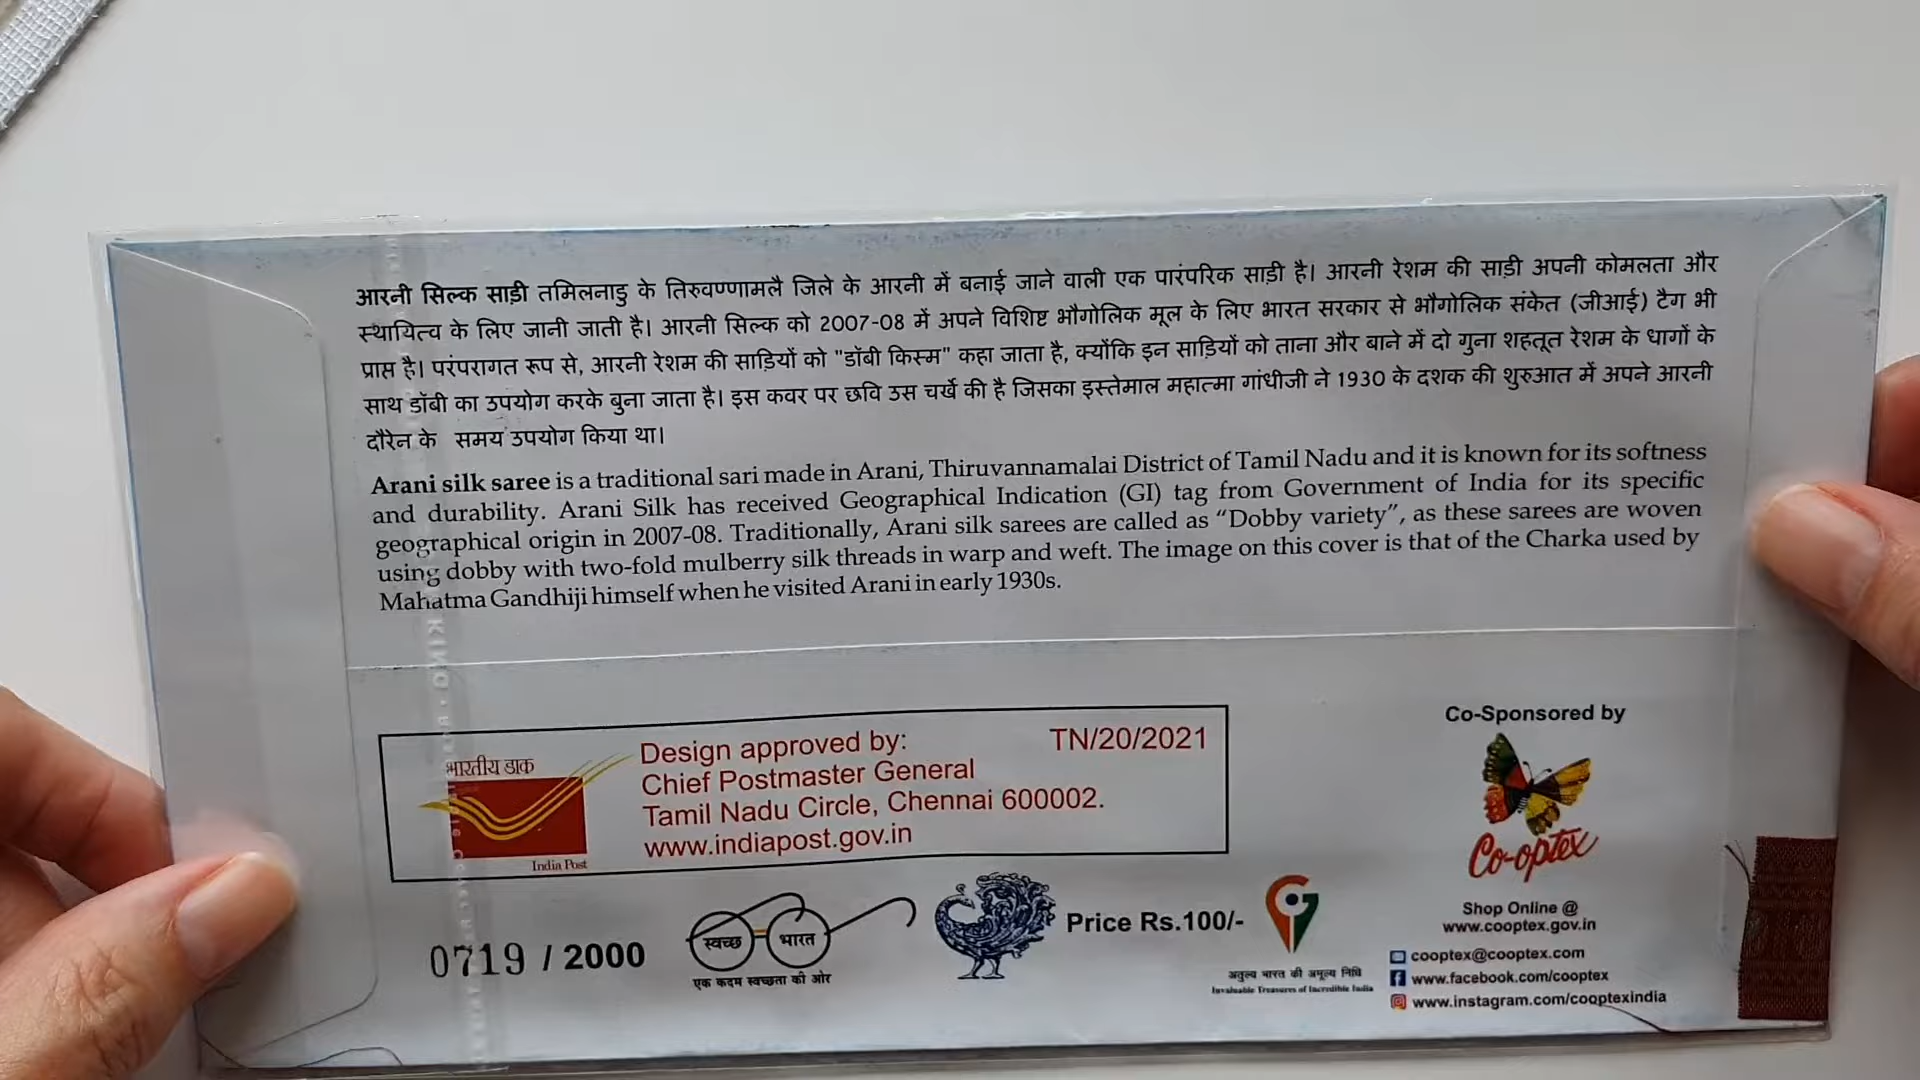 आरनी सिल्क साड़ी तमिलनाडु के तिरुवण्णामलै जिले के आरनी में बनाई जाने वाली एक पारंपरिक साड़ी है। आरनी रेशम की साड़ी अपनी कोमलता और
स्थायित्व के लिए जानी जाती है। आरनी सिल्क को 2007-08 में अपने विशिष्ट भौगोलिक मूल के लिए भारत सरकार से भौगोलिक संकेत (जीआई) टैग भी
प्राप्त है। परंपरागत रूप से, आरनी रेशम की साड़ियों को "डॉबी किस्म" कहा जाता है, क्योंकि इन साड़ियों को ताना और बाने में दो गुना शहतूत रेशम के धागों के
साथ डॉबी का उपयोग करके बुना जाता है। इस कवर पर छवि उस चर्खे की है जिसका इस्तेमाल महात्मा गांधीजी ने 1930 के दशक की शुरुआत में अपने आरनी
दौरेन के समय उपयोग किया था।
Arani silk saree is a traditional sari made in Arani, Thiruvannamalai District of Tamil Nadu and it is known for its softness
and durability. Arani Silk has received Geographical Indication (GI) tag from Government of India for its specific
geographical origin in 2007-08. Traditionally, Arani silk sarees are called as “Dobby variety”, as these sarees are woven
using dobby with two-fold mulberry silk threads in warp and weft. The image on this cover is that of the Charka used by
Mahatma Gandhiji himself when he visited Arani in early 1930s.
भारतीय डाक
India Post
Design approved by: TN/20/2021
Chief Postmaster General
Tamil Nadu Circle, Chennai 600002.
www.indiapost.gov.in
Co-Sponsored by
Co-optex
Shop Online @
www.cooptex.gov.in
cooptex@cooptex.com
www.facebook.com/cooptex
www.instagram.com/cooptexindia
0719 / 2000
स्वच्छ भारत
एक कदम स्वच्छता की ओर
Price Rs.100/-
अतुल्य भारत की अमूल्य निधि
Invaluable Treasures of Incredible India